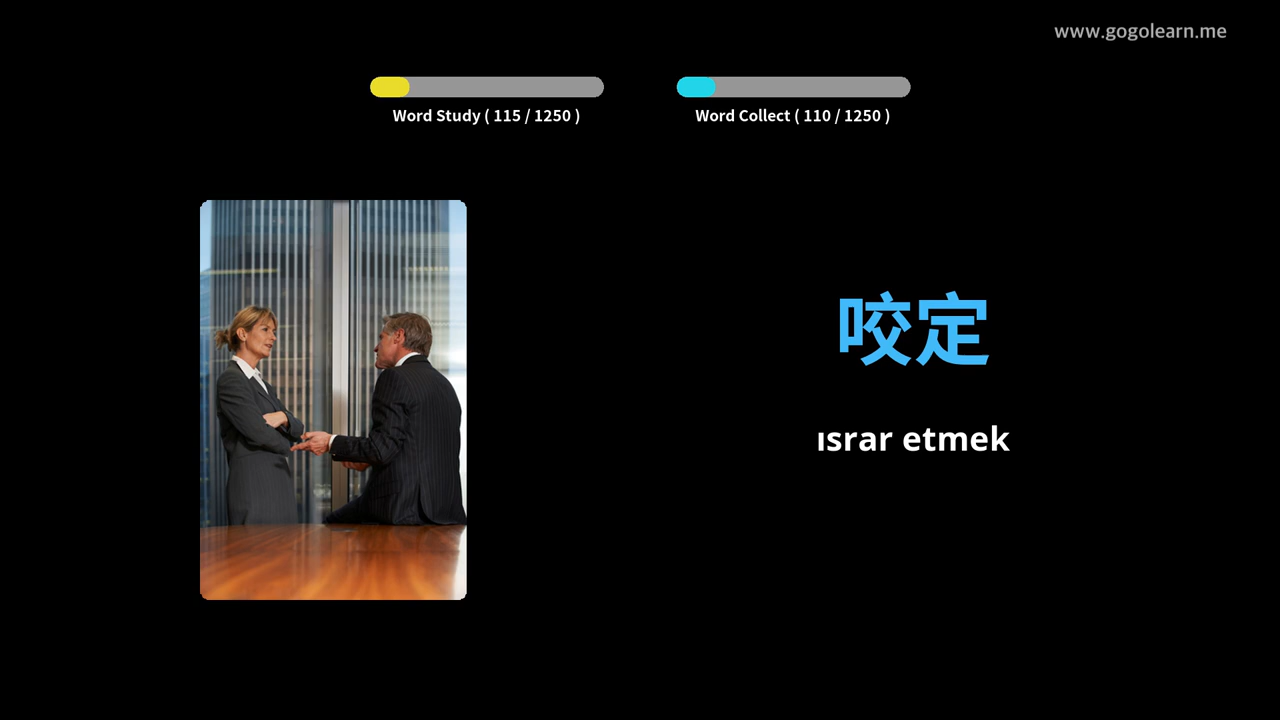 www.gogolearn.me
Word Study ( 115 / 1250 )
Word Collect ( 110 / 1250 )
咬定
ısrar etmek